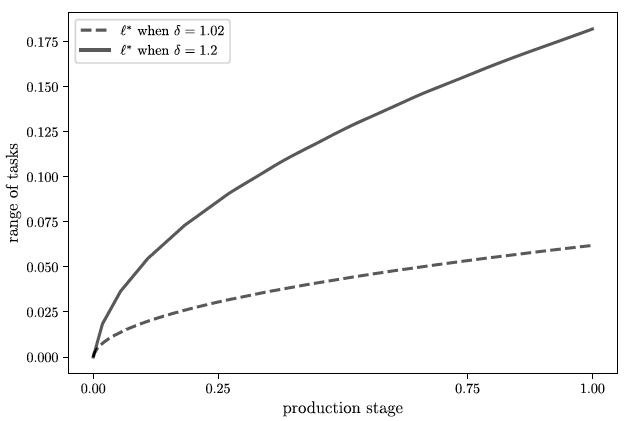 ℓ* when δ = 1.02
ℓ* when δ = 1.2
range of tasks
0.175
0.150
0.125
0.100
0.075
0.050
0.025
0.000
0.00 0.25 0.75 1.00
production stage